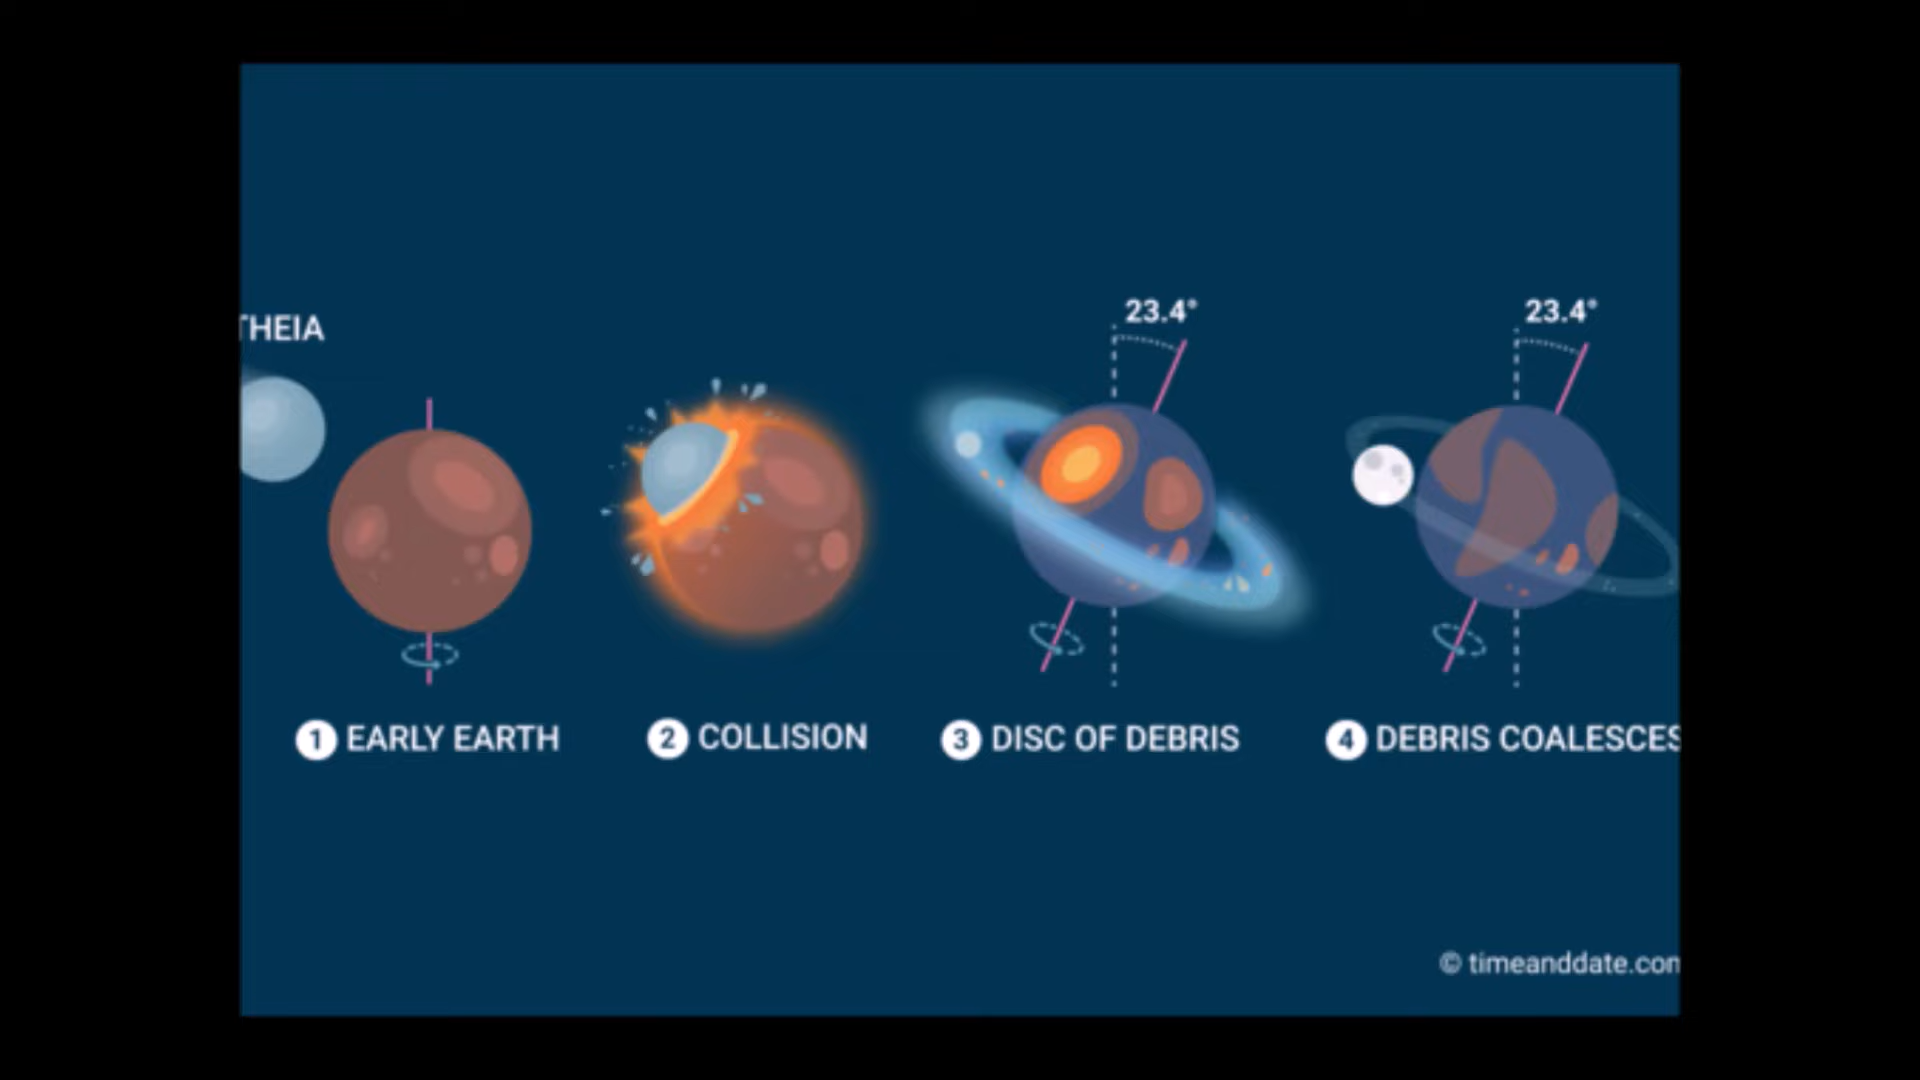 THEIA
23.4°
23.4°
1 EARLY EARTH
2 COLLISION
3 DISC OF DEBRIS
4 DEBRIS COALESCES
© timeanddate.com